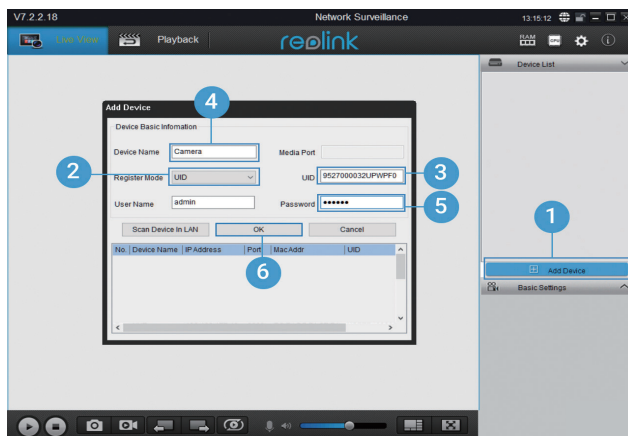 V7.2.2.18 Network Surveillance 13:15:12
Live View Playback reolink RAM CPU
Device List
Add Device
4
Device Basic Infomation
Device Name Camera Media Port
2 Register Mode UID UID 9527000032UPWPF0 3
User Name admin Password ●●●●●● 5
1
Scan Device In LAN OK Cancel
No. Device Name IP Address Port Mac Addr UID
6
Add Device
Basic Settings